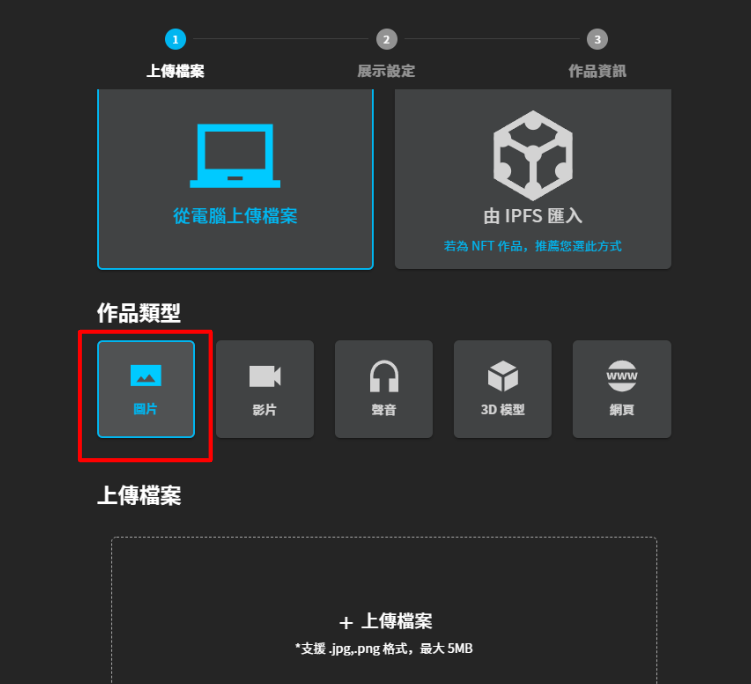 1
2
3
上傳檔案
展示設定
作品資訊
從電腦上傳檔案
由 IPFS 匯入
若為 NFT 作品，推薦您選此方式
作品類型
圖片
影片
聲音
3D 模型
WWW
網頁
上傳檔案
+ 上傳檔案
*支援 .jpg,.png 格式，最大 5MB